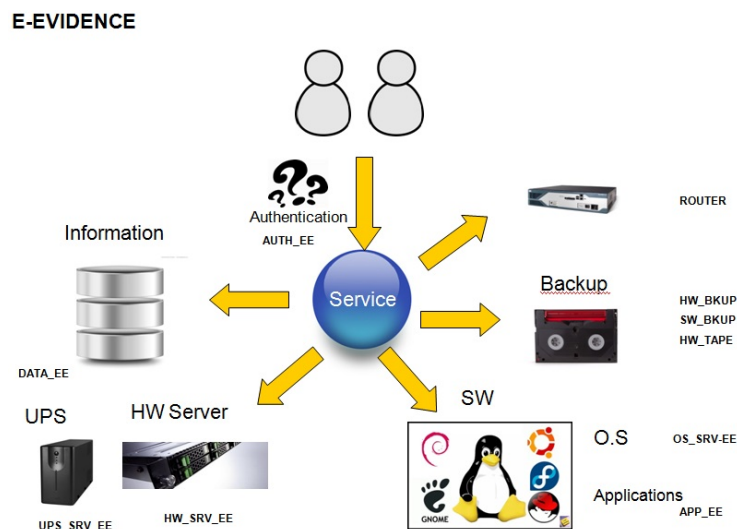 E-EVIDENCE
Authentication
AUTH_EE
ROUTER
Information
Service
Backup
HW_BKUP
SW_BKUP
HW_TAPE
DATA_EE
UPS
HW Server
SW
O.S
OS_SRV-EE
GNOME
Applications
APP_EE
UPS_SRV_EE
HW_SRV_EE